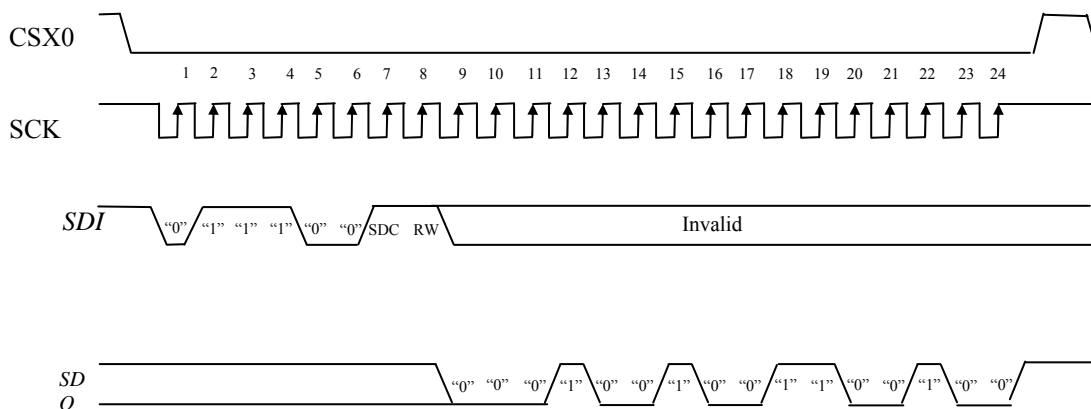 CSX0
1 2 3 4 5 6 7 8 9 10 11 12 13 14 15 16 17 18 19 20 21 22 23 24
SCK
SDI “0” “1” “1” “1” “0” “0” SDC RW Invalid
SD
O “0” “0” “0” “1” “0” “0” “1” “0” “0” “1” “1” “0” “0” “1” “0” “0”